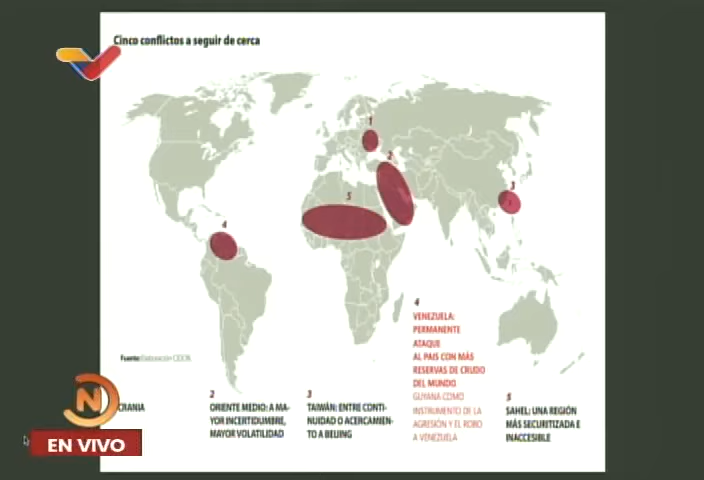 Cinco conflictos a seguir de cerca
1
2
3
5
4
4
VENEZUELA:
PERMANENTE
ATAQUE
AL PAIS CON MÁS
RESERVAS DE CRUDO
DEL MUNDO
GUYANA COMO
INSTRUMENTO DE LA
AGRESIÓN Y EL ROBO
A VENEZUELA
Fuente: Elaboración CIDOB
CRANIA
2
ORIENTE MEDIO: A MA-
YOR INCERTIDUMBRE,
MAYOR VOLATILIDAD
3
TAIWÁN: ENTRE CONTI-
NUIDAD O ACERCAMIEN-
TO A BEIJING
5
SAHEL: UNA REGIÓN
MÁS SECURITIZADA E
INACCESIBLE
N
EN VIVO